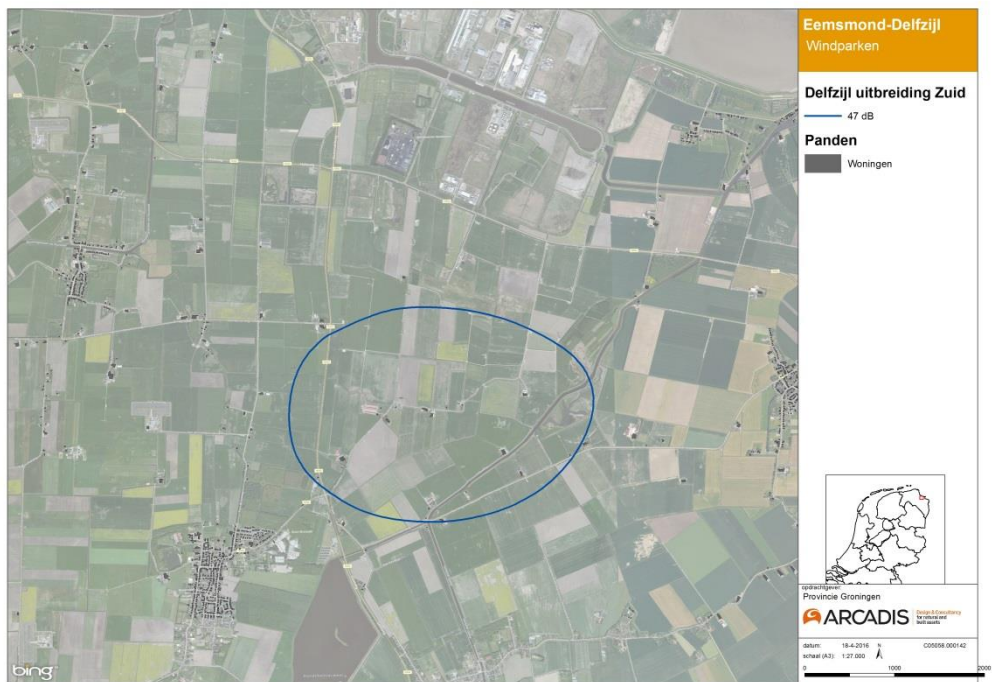 Eemsmond-Delfzijl
Windparken
Delfzijl uitbreiding Zuid
47 dB
Panden
Woningen
opdrachtgever:
Provincie Groningen
ARCADIS
Design & Consultancy
for natural and
built assets
datum: 18-4-2016 N C05058.000142
schaal (A3): 1:27.000
0 1000 2000
bing